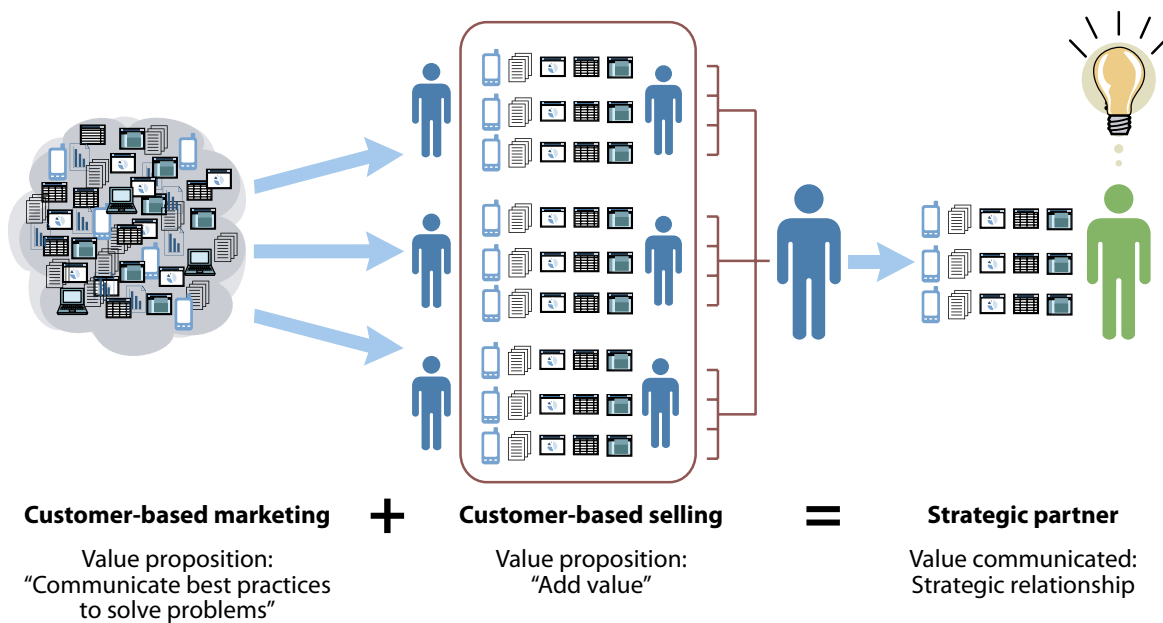 Customer-based marketing
+
Customer-based selling
=
Strategic partner
Value proposition:
“Communicate best practices
to solve problems”
Value proposition:
“Add value”
Value communicated:
Strategic relationship